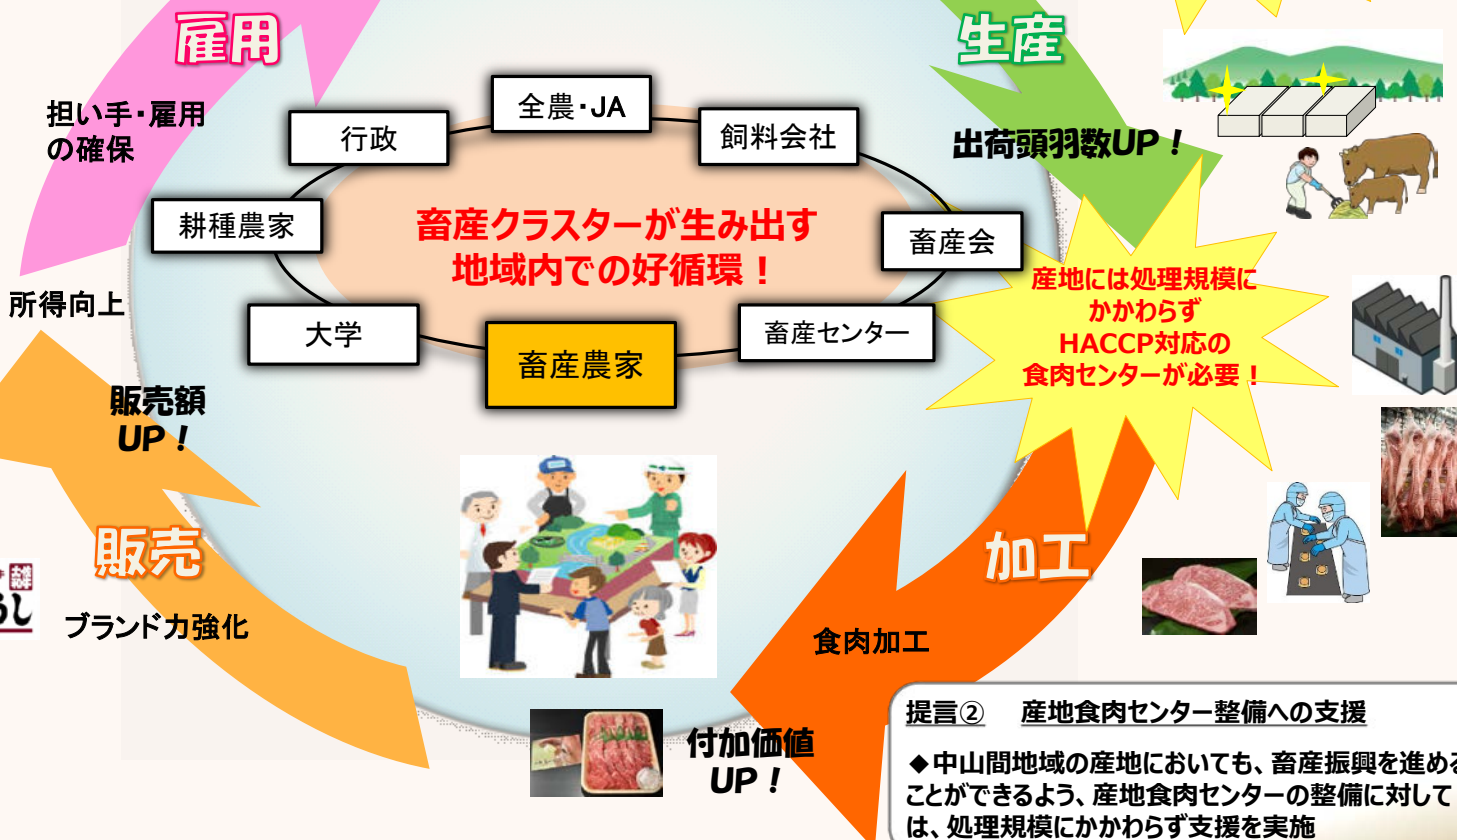 雇用
生産
担い手・雇用
の確保
全農・JA
行政
飼料会社
出荷頭羽数UP！
耕種農家
畜産クラスターが生み出す
地域内での好循環！
畜産会
産地には処理規模に
かかわらず
HACCP対応の
食肉センターが必要！
所得向上
大学
畜産農家
畜産センター
販売額
UP！
販売
加工
ブランド力強化
食肉加工
付加価値
UP！
提言② 産地食肉センター整備への支援
◆中山間地域の産地においても、畜産振興を進める
ことができるよう、産地食肉センターの整備に対して
は、処理規模にかかわらず支援を実施